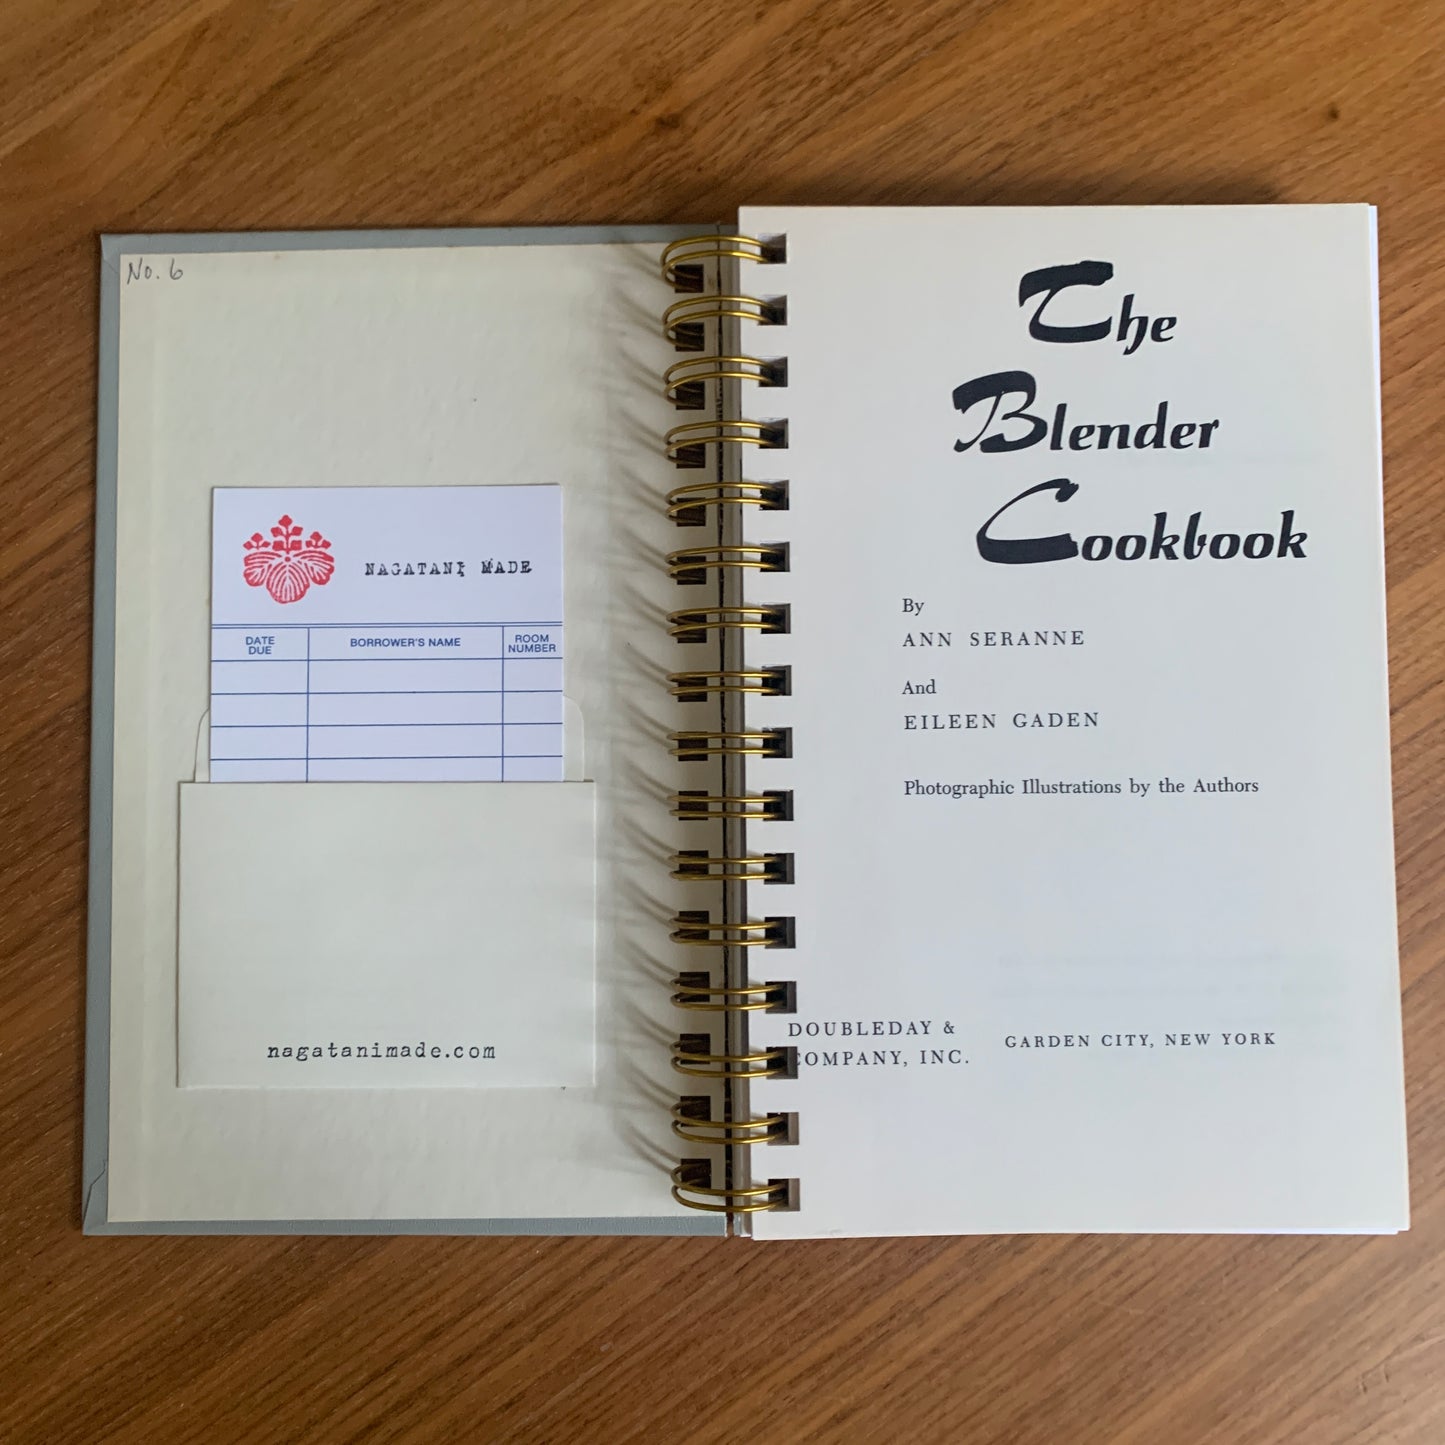 No. 6
NAGATANI MADE
DATE DUE
BORROWER'S NAME
ROOM NUMBER
nagatanimade.com
The
Blender
Cookbook
By
ANN SERANNE
And
EILEEN GADEN
Photographic Illustrations by the Authors
DOUBLEDAY &
COMPANY, INC.
GARDEN CITY, NEW YORK